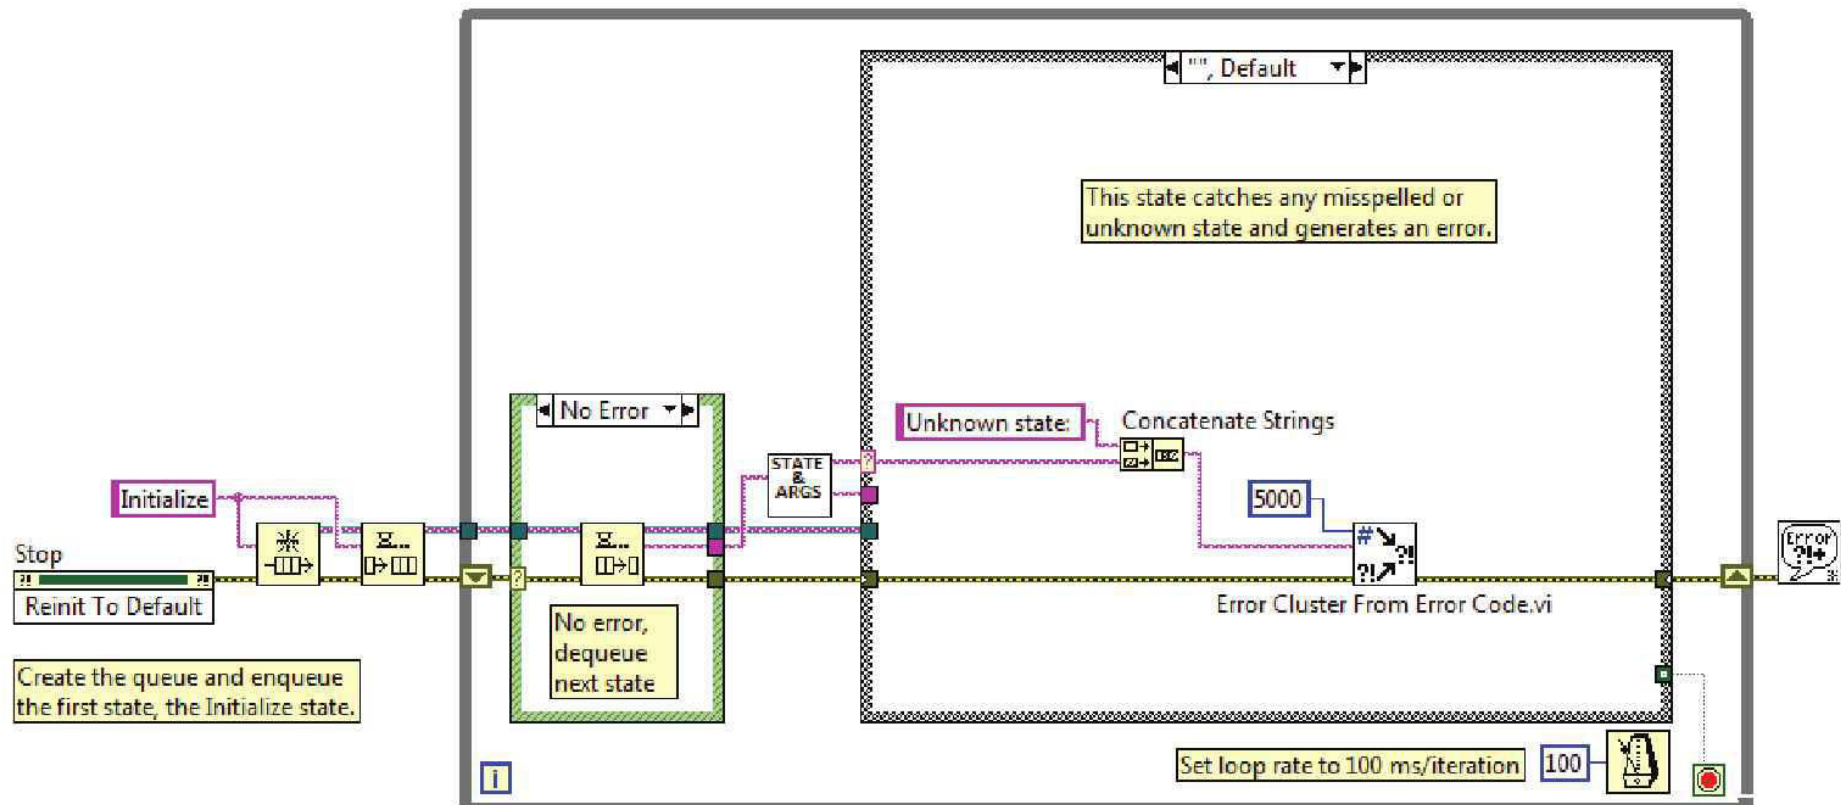 "", Default
This state catches any misspelled or
unknown state and generates an error.
No Error
Unknown state:
Concatenate Strings
STATE
&
ARGS
Initialize
5000
#
?!
?!
Error
?!+
Stop
?!
?!
Reinit To Default
?
?
Error Cluster From Error Code.vi
No error,
dequeue
next state
Create the queue and enqueue
the first state, the Initialize state.
Set loop rate to 100 ms/iteration
100
i